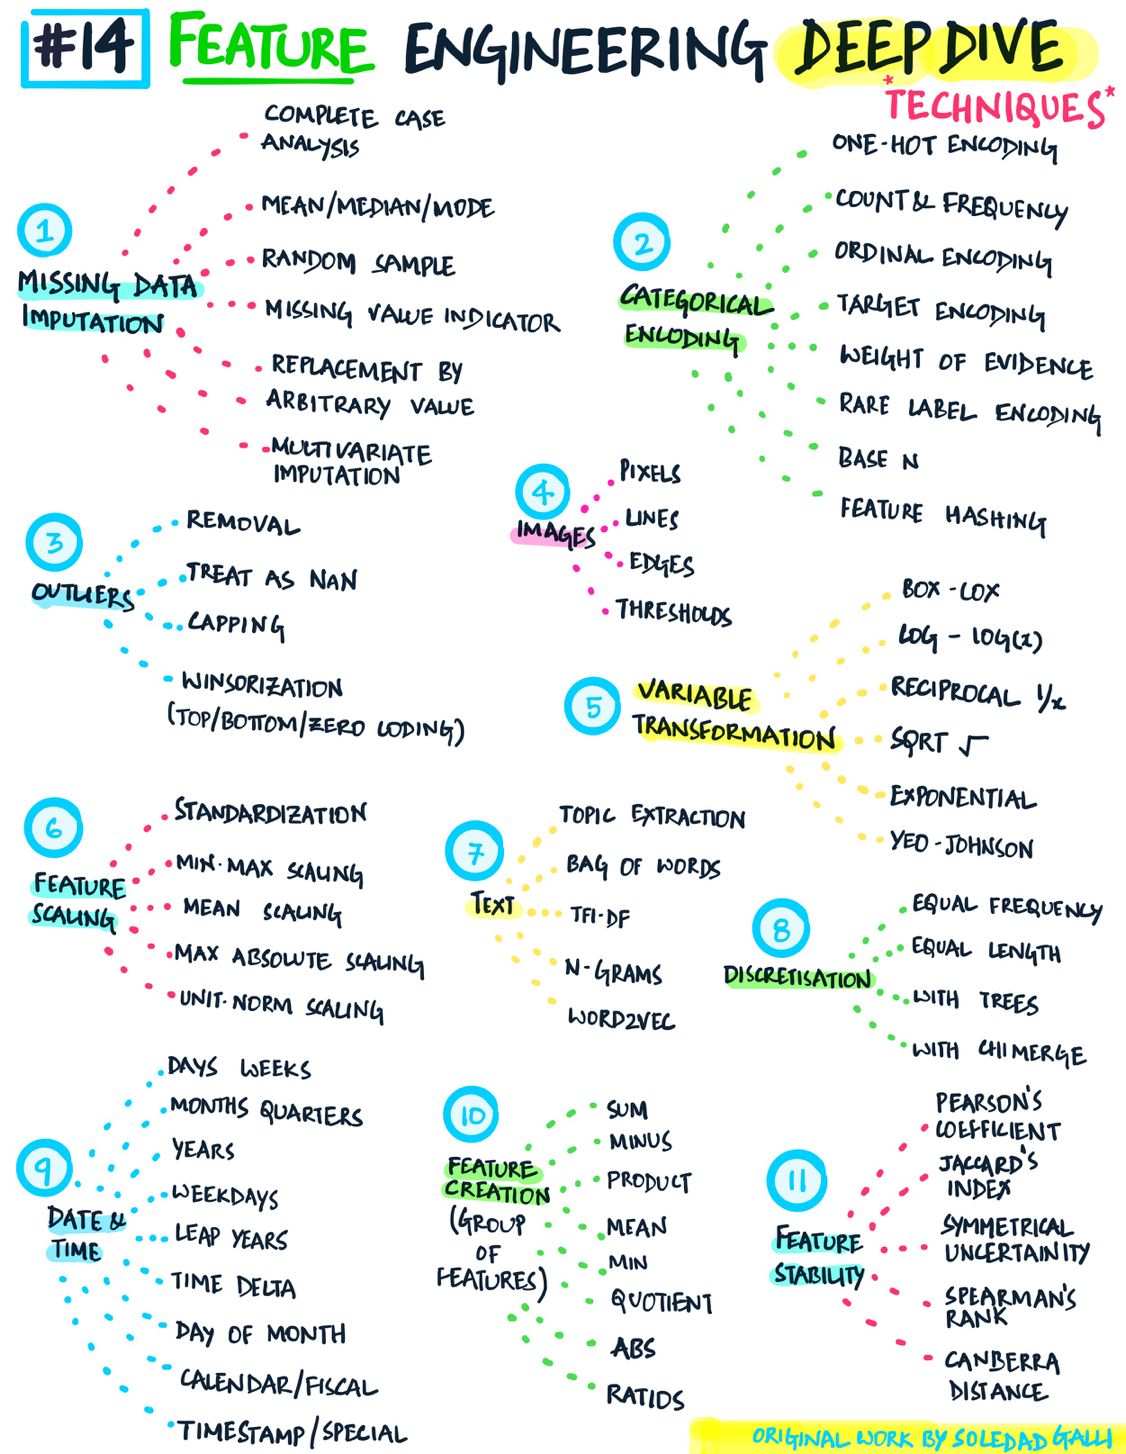 #14 FEATURE ENGINEERING DEEP DIVE
*TECHNIQUES*
1
MISSING DATA
IMPUTATION
COMPLETE CASE
ANALYSIS
MEAN/MEDIAN/MODE
RANDOM SAMPLE
MISSING VALUE INDICATOR
REPLACEMENT BY
ARBITRARY VALUE
MULTIVARIATE
IMPUTATION
2
CATEGORICAL
ENCODING
ONE-HOT ENCODING
COUNT & FREQUENCY
ORDINAL ENCODING
TARGET ENCODING
WEIGHT OF EVIDENCE
RARE LABEL ENCODING
BASE N
FEATURE HASHING
3
OUTLIERS
REMOVAL
TREAT AS NAN
CAPPING
WINSORIZATION
(TOP/BOTTOM/ZERO CODING)
4
IMAGES
PIXELS
LINES
EDGES
THRESHOLDS
5
VARIABLE
TRANSFORMATION
BOX-COX
LOG - LOG(x)
RECIPROCAL 1/x
SQRT √
EXPONENTIAL
YEO-JOHNSON
6
FEATURE
SCALING
STANDARDIZATION
MIN-MAX SCALING
MEAN SCALING
MAX ABSOLUTE SCALING
UNIT-NORM SCALING
7
TEXT
TOPIC EXTRACTION
BAG OF WORDS
TFI-DF
N-GRAMS
WORD2VEC
8
DISCRETISATION
EQUAL FREQUENCY
EQUAL LENGTH
WITH TREES
WITH CHIMERGE
9
DATE &
TIME
DAYS WEEKS
MONTHS QUARTERS
YEARS
WEEKDAYS
LEAP YEARS
TIME DELTA
DAY OF MONTH
CALENDAR/FISCAL
TIMESTAMP/SPECIAL
10
FEATURE
CREATION
(GROUP
OF
FEATURES)
SUM
MINUS
PRODUCT
MEAN
MIN
QUOTIENT
ABS
RATIOS
11
FEATURE
STABILITY
PEARSON'S
COEFFICIENT
JACCARD'S
INDEX
SYMMETRICAL
UNCERTAINITY
SPEARMAN'S
RANK
CANBERRA
DISTANCE
ORIGINAL WORK BY SOLEDAD GALLI